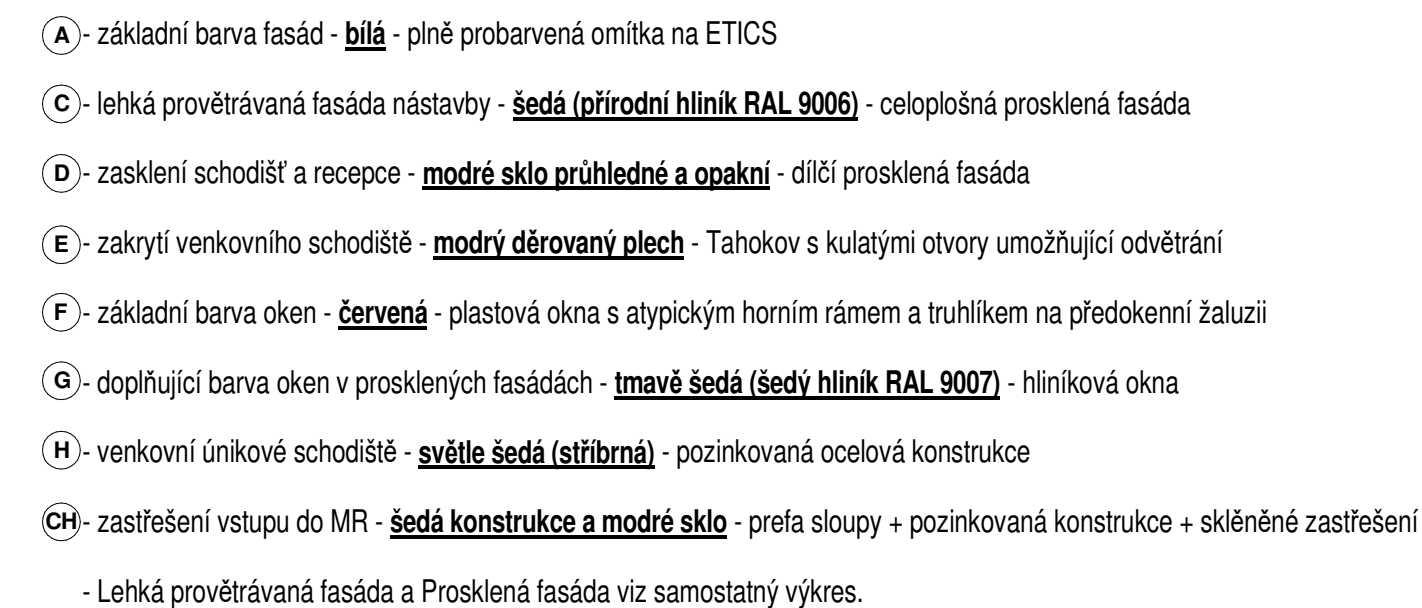 A - základní barva fasád - bílá - plně probarvená omítka na ETICS
C - lehká provětrávaná fasáda nástavby - šedá (přírodní hliník RAL 9006) - celoplošná prosklená fasáda
D - zasklení schodišť a recepce - modré sklo průhledné a opakní - dílčí prosklená fasáda
E - zakrytí venkovního schodiště - modrý děrovaný plech - Tahokov s kulatými otvory umožňující odvětrání
F - základní barva oken - červená - plastová okna s atypickým horním rámem a truhlíkem na předokenní žaluzii
G - doplňující barva oken v prosklených fasádách - tmavě šedá (šedý hliník RAL 9007) - hliníková okna
H - venkovní únikové schodiště - světle šedá (stříbrná) - pozinkovaná ocelová konstrukce
CH - zastřešení vstupu do MR - šedá konstrukce a modré sklo - prefa sloupy + pozinkovaná konstrukce + sklěněné zastřešení
- Lehká provětrávaná fasáda a Prosklená fasáda viz samostatný výkres.